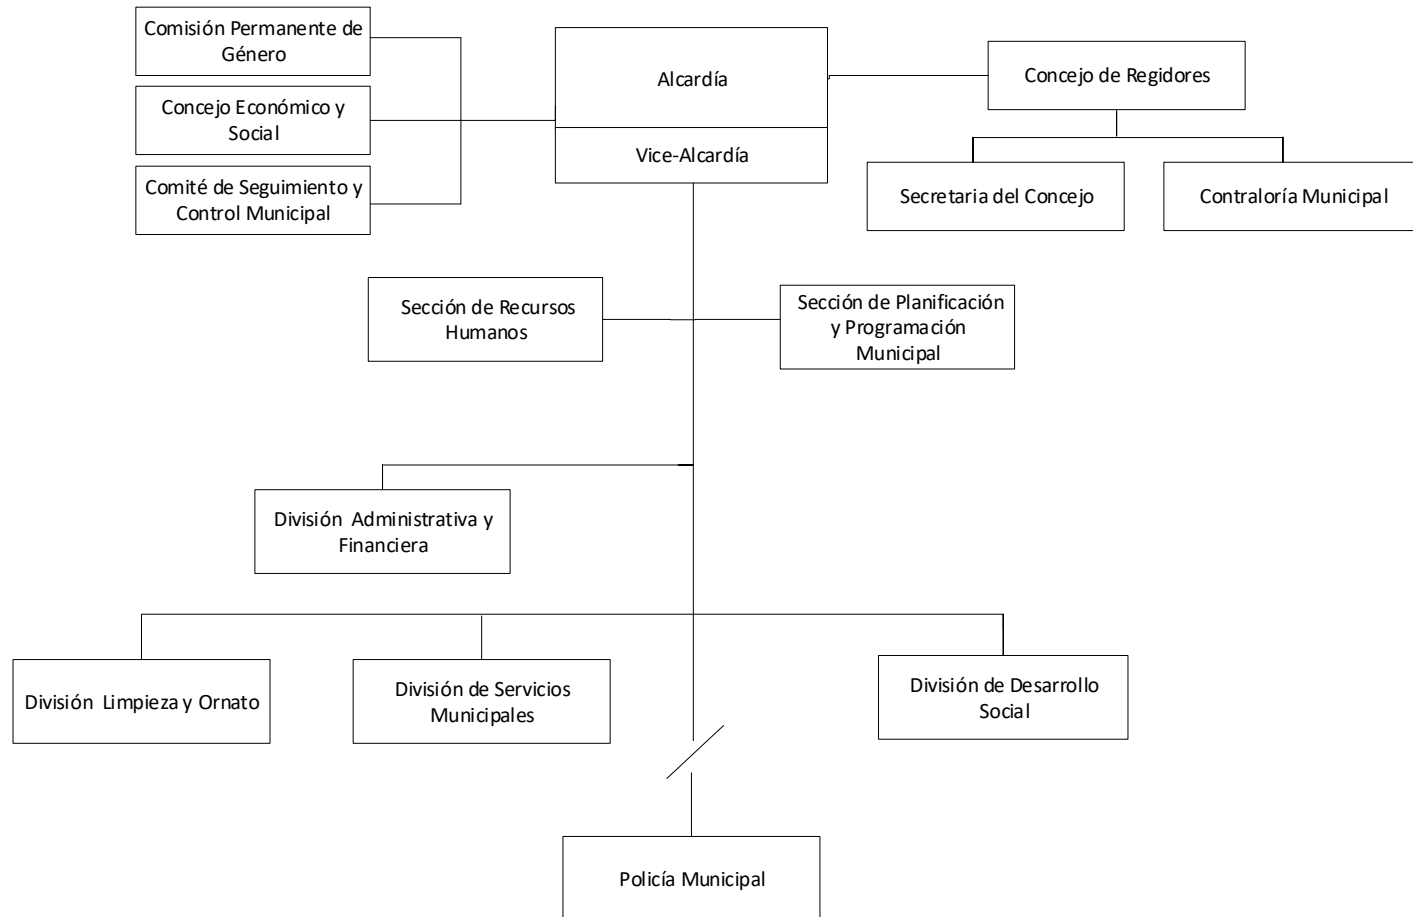 Comisión Permanente de
Género
Concejo Económico y
Social
Comité de Seguimiento y
Control Municipal
Alcardía
Vice-Alcardía
Concejo de Regidores
Secretaria del Concejo
Contraloría Municipal
Sección de Recursos
Humanos
Sección de Planificación
y Programación
Municipal
División Administrativa y
Financiera
División Limpieza y Ornato
División de Servicios
Municipales
División de Desarrollo
Social
Policía Municipal